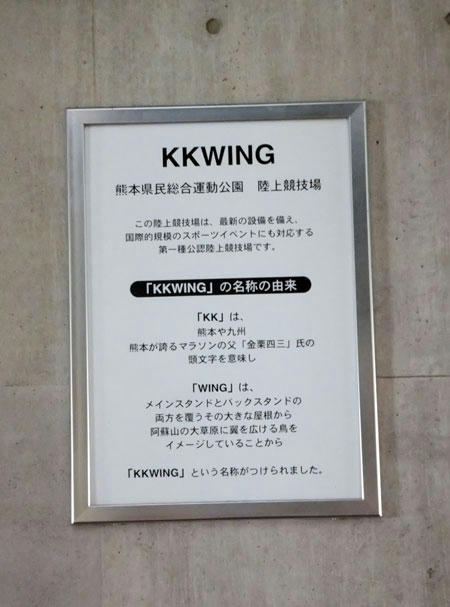 KKWING
熊本県民総合運動公園　陸上競技場
この陸上競技場は、最新の設備を備え、
国際的規模のスポーツイベントにも対応する
第一種公認陸上競技場です。
「KKWING」の名称の由来
「KK」は、
熊本や九州
熊本が誇るマラソンの父「金栗四三」氏の
頭文字を意味し
「WING」は、
メインスタンドとバックスタンドの
両方を覆うその大きな屋根から
阿蘇山の大草原に翼を広げる鳥を
イメージしていることから
「KKWING」という名称がつけられました。